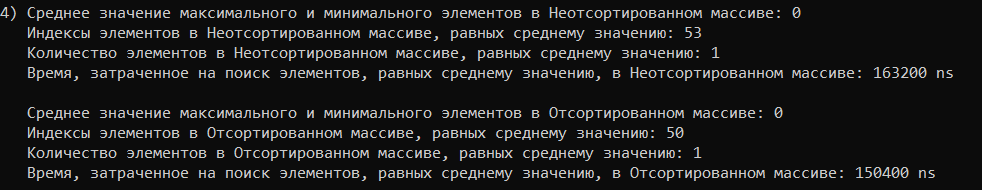 4) Среднее значение максимального и минимального элементов в Неотсортированном массиве: 0
Индексы элементов в Неотсортированном массиве, равных среднему значению: 53
Количество элементов в Неотсортированном массиве, равных среднему значению: 1
Время, затраченное на поиск элементов, равных среднему значению, в Неотсортированном массиве: 163200 ns
Среднее значение максимального и минимального элементов в Отсортированном массиве: 0
Индексы элементов в Отсортированном массиве, равных среднему значению: 50
Количество элементов в Отсортированном массиве, равных среднему значению: 1
Время, затраченное на поиск элементов, равных среднему значению, в Отсортированном массиве: 150400 ns